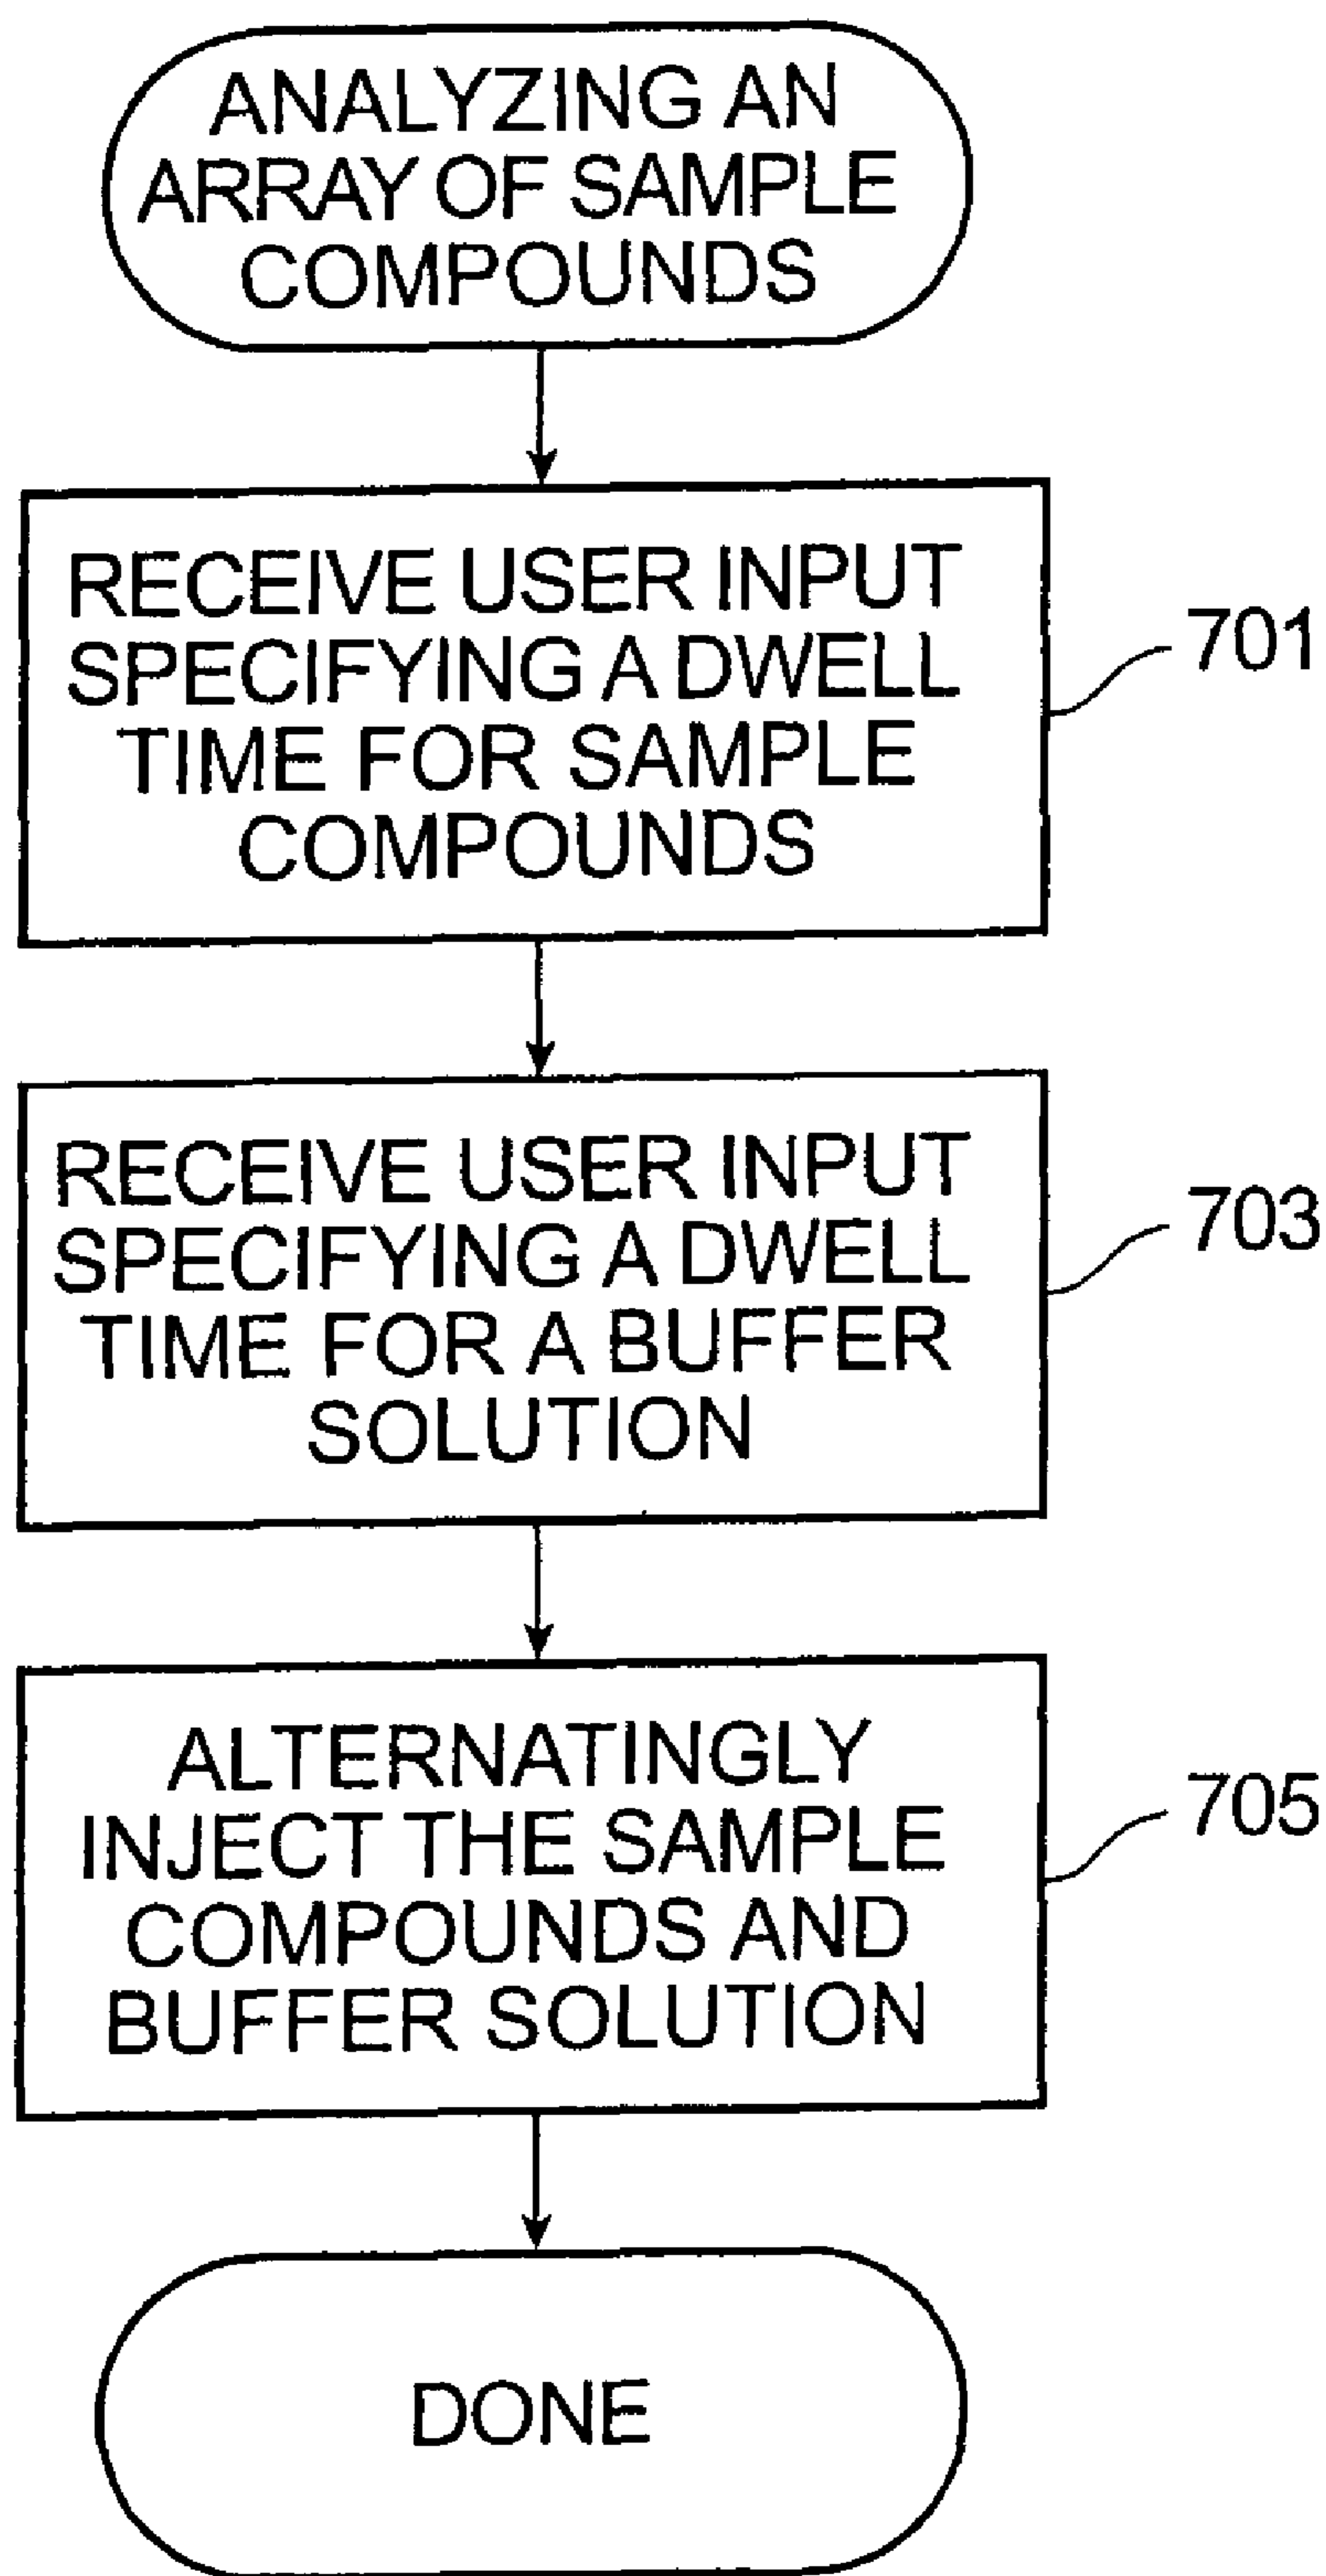 ANALYZING AN
ARRAY OF SAMPLE
COMPOUNDS
RECEIVE USER INPUT
SPECIFYING A DWELL
TIME FOR SAMPLE
COMPOUNDS
701
RECEIVE USER INPUT
SPECIFYING A DWELL
TIME FOR A BUFFER
SOLUTION
703
ALTERNATINGLY
INJECT THE SAMPLE
COMPOUNDS AND
BUFFER SOLUTION
705
DONE